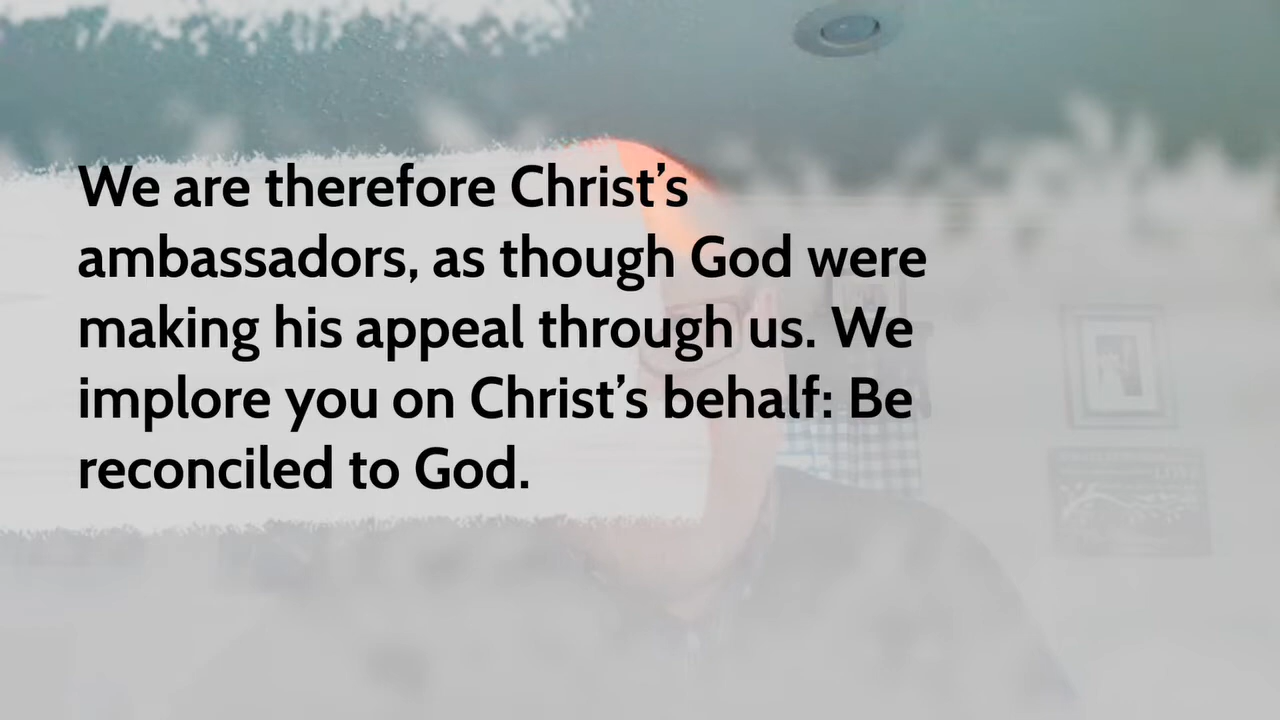 We are therefore Christ’s
ambassadors, as though God were
making his appeal through us. We
implore you on Christ’s behalf: Be
reconciled to God.